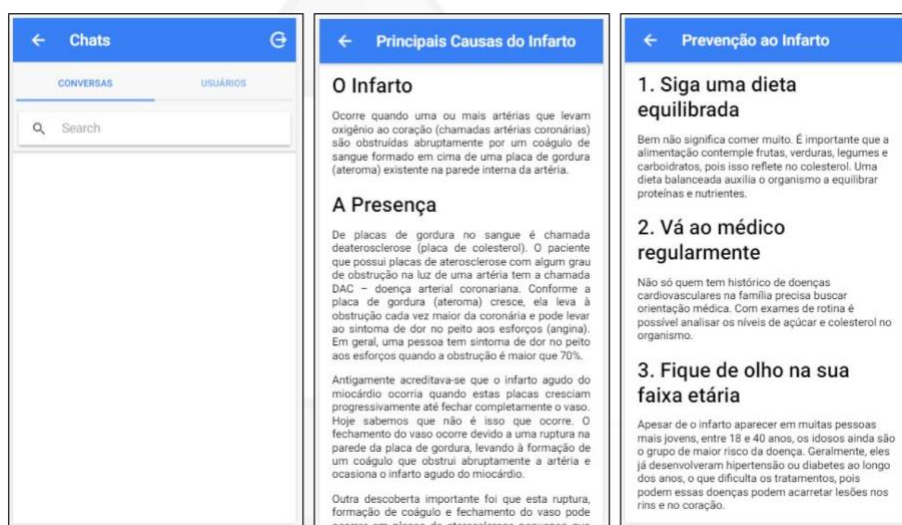 Chats
CONVERSAS
USUÁRIOS
Search
Principais Causas do Infarto
O Infarto
Ocorre quando uma ou mais artérias que levam
oxigênio ao coração (chamadas artérias coronárias)
são obstruídas abruptamente por um coágulo de
sangue formado em cima de uma placa de gordura
(ateroma) existente na parede interna da artéria.
A Presença
De placas de gordura no sangue é chamada
deaterosclerose (placa de colesterol). O paciente
que possui placas de aterosclerose com algum grau
de obstrução na luz de uma artéria tem a chamada
DAC – doença arterial coronariana. Conforme a
placa de gordura (ateroma) cresce, ela leva à
obstrução cada vez maior da coronária e pode levar
ao sintoma de dor no peito aos esforços (angina).
Em geral, uma pessoa tem sintoma de dor no peito
aos esforços quando a obstrução é maior que 70%.
Antigamente acreditava-se que o infarto agudo do
miocárdio ocorria quando estas placas cresciam
progressivamente até fechar completamente o vaso.
Hoje sabemos que não é isso que ocorre. O
fechamento do vaso ocorre devido a uma ruptura na
parede da placa de gordura, levando à formação de
um coágulo que obstrui abruptamente a artéria e
ocasiona o infarto agudo do miocárdio.
Outra descoberta importante foi que esta ruptura,
formação de coágulo e fechamento do vaso pode
Prevenção ao Infarto
1. Siga uma dieta
equilibrada
Bem não significa comer muito. É importante que a
alimentação contemple frutas, verduras, legumes e
carboidratos, pois isso reflete no colesterol. Uma
dieta balanceada auxilia o organismo a equilibrar
proteínas e nutrientes.
2. Vá ao médico
regularmente
Não só quem tem histórico de doenças
cardiovasculares na família precisa buscar
orientação médica. Com exames de rotina é
possível analisar os níveis de açúcar e colesterol no
organismo.
3. Fique de olho na sua
faixa etária
Apesar de o infarto aparecer em muitas pessoas
mais jovens, entre 18 e 40 anos, os idosos ainda são
o grupo de maior risco da doença. Geralmente, eles
já desenvolveram hipertensão ou diabetes ao longo
dos anos, o que dificulta os tratamentos, pois
podem essas doenças podem acarretar lesões nos
rins e no coração.